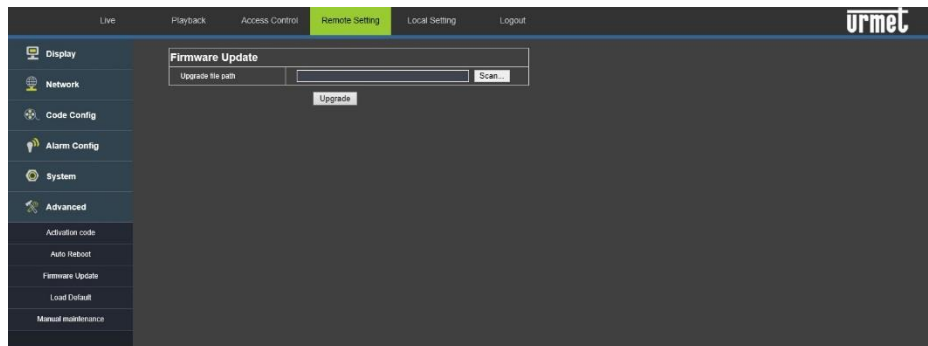 Live Playback Access Control Remote Setting Local Setting Logout urmet
Display
Network
Code Config
Alarm Config
System
Advanced
Activation code
Auto Reboot
Firmware Update
Load Default
Manual maintenance
Firmware Update
Upgrade file path Scan...
Upgrade